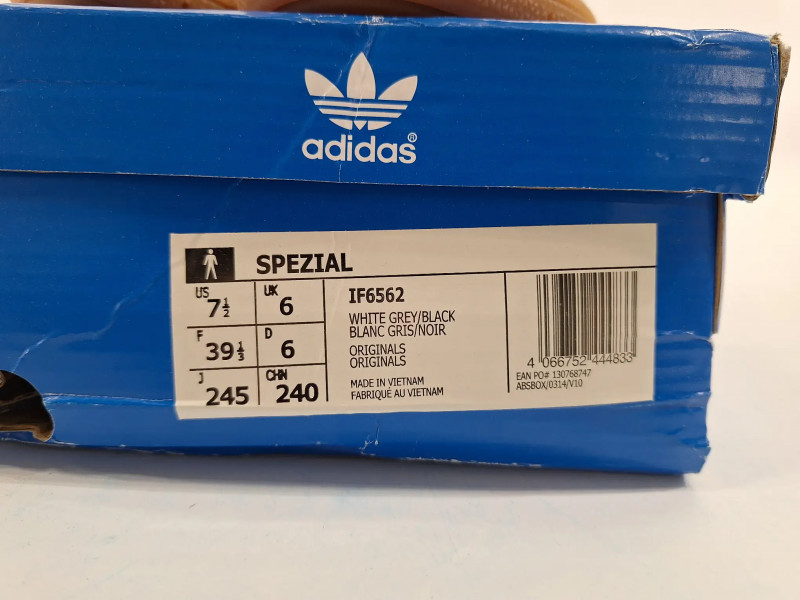 adidas®
SPEZIAL
US 7½
UK 6
F 39⅓
D 6
J 245
CHN 240
IF6562
WHITE GREY/BLACK
BLANC GRIS/NOIR
ORIGINALS
ORIGINALS
MADE IN VIETNAM
FABRIQUÉ AU VIETNAM
4 066752 444833
EAN PO# 130768747
ABSBOX/0314/V10